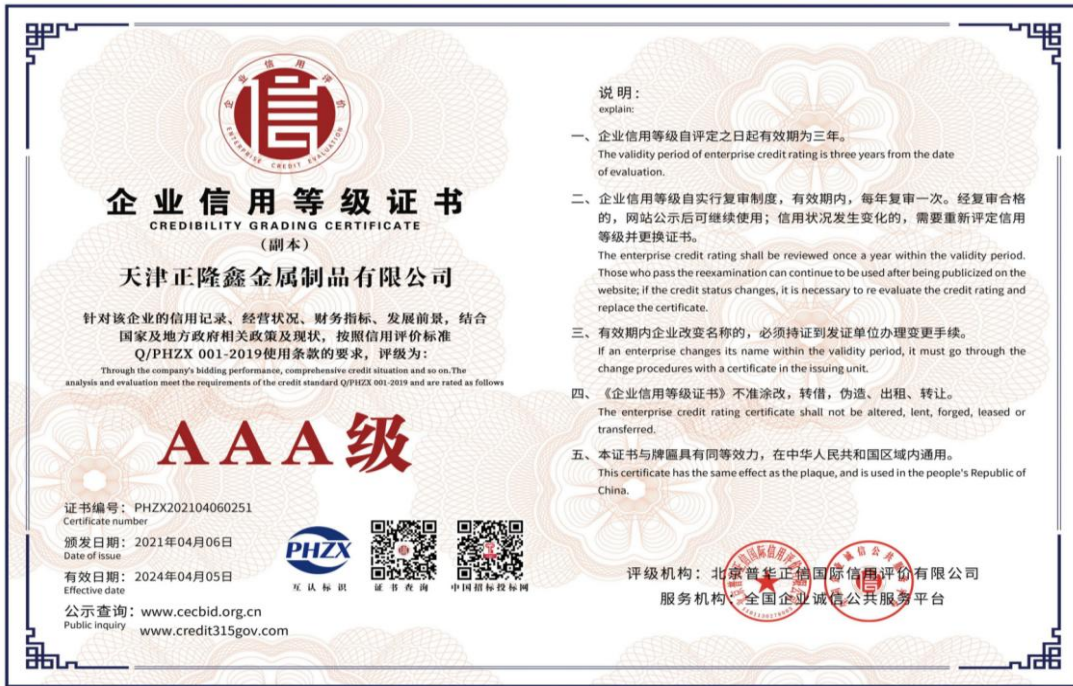 企业信用评价
ENTERPRISE CREDIT EVALUATION
企业信用等级证书
CREDIBILITY GRADING CERTIFICATE
（副本）
天津正隆鑫金属制品有限公司
针对该企业的信用记录、经营状况、财务指标、发展前景，结合
国家及地方政府相关政策及现状，按照信用评价标准
Q/PHZX 001-2019使用条款的要求，评级为：
Through the company's bidding performance, comprehensive credit situation and so on.The
analysis and evaluation meet the requirements of the credit standard Q/PHZX 001-2019 and are rated as follows
AAA级
证书编号：PHZX202104060251
Certificate number
颁发日期：2021年04月06日
Date of issue
有效日期：2024年04月05日
Effective date
公示查询：www.cecbid.org.cn
Public inquiry
www.credit315gov.com
PHZX
互认标识
证书查询
中国招标投标网
说明：
explain:
一、企业信用等级自评定之日起有效期为三年。
The validity period of enterprise credit rating is three years from the date
of evaluation.
二、企业信用等级自实行复审制度，有效期内，每年复审一次。经复审合格
的，网站公示后可继续使用；信用状况发生变化的，需要重新评定信用
等级并更换证书。
The enterprise credit rating shall be reviewed once a year within the validity period.
Those who pass the reexamination can continue to be used after being publicized on the
website; if the credit status changes, it is necessary to re evaluate the credit rating and
replace the certificate.
三、有效期内企业改变名称的，必须持证到发证单位办理变更手续。
If an enterprise changes its name within the validity period, it must go through the
change procedures with a certificate in the issuing unit.
四、《企业信用等级证书》不准涂改，转借，伪造、出租、转让。
The enterprise credit rating certificate shall not be altered, lent, forged, leased or
transferred.
五、本证书与牌匾具有同等效力，在中华人民共和国区域内通用。
This certificate has the same effect as the plaque, and is used in the people's Republic of
China.
评级机构：北京普华正信国际信用评价有限公司
服务机构：全国企业诚信公共服务平台